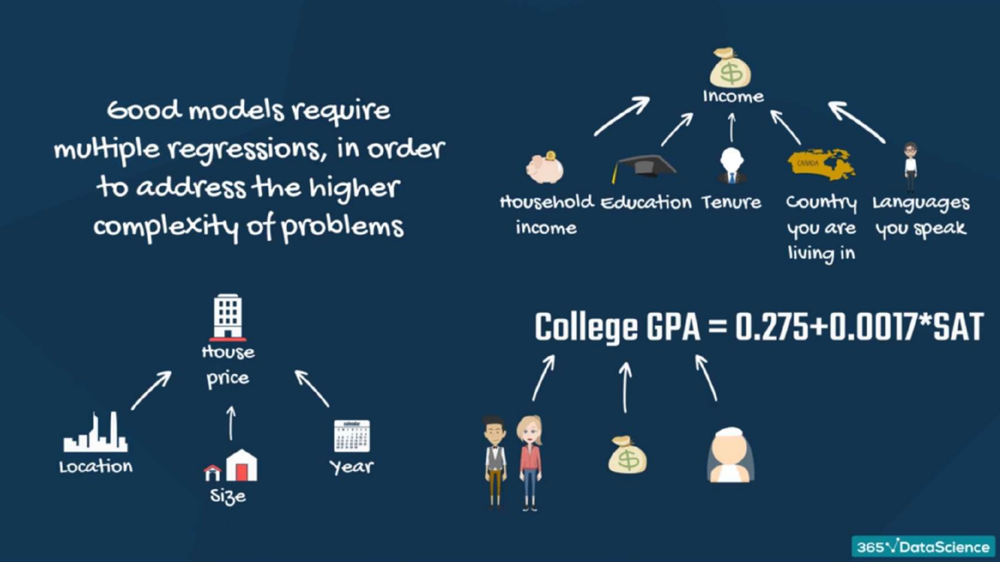 Good models require
multiple regressions, in order
to address the higher
complexity of problems
Income
Household
income
Education
Tenure
CANADA
Country
you are
living in
Languages
you speak
House
price
Location
Size
calendar
Year
College GPA = 0.275+0.0017*SAT
365 DataScience